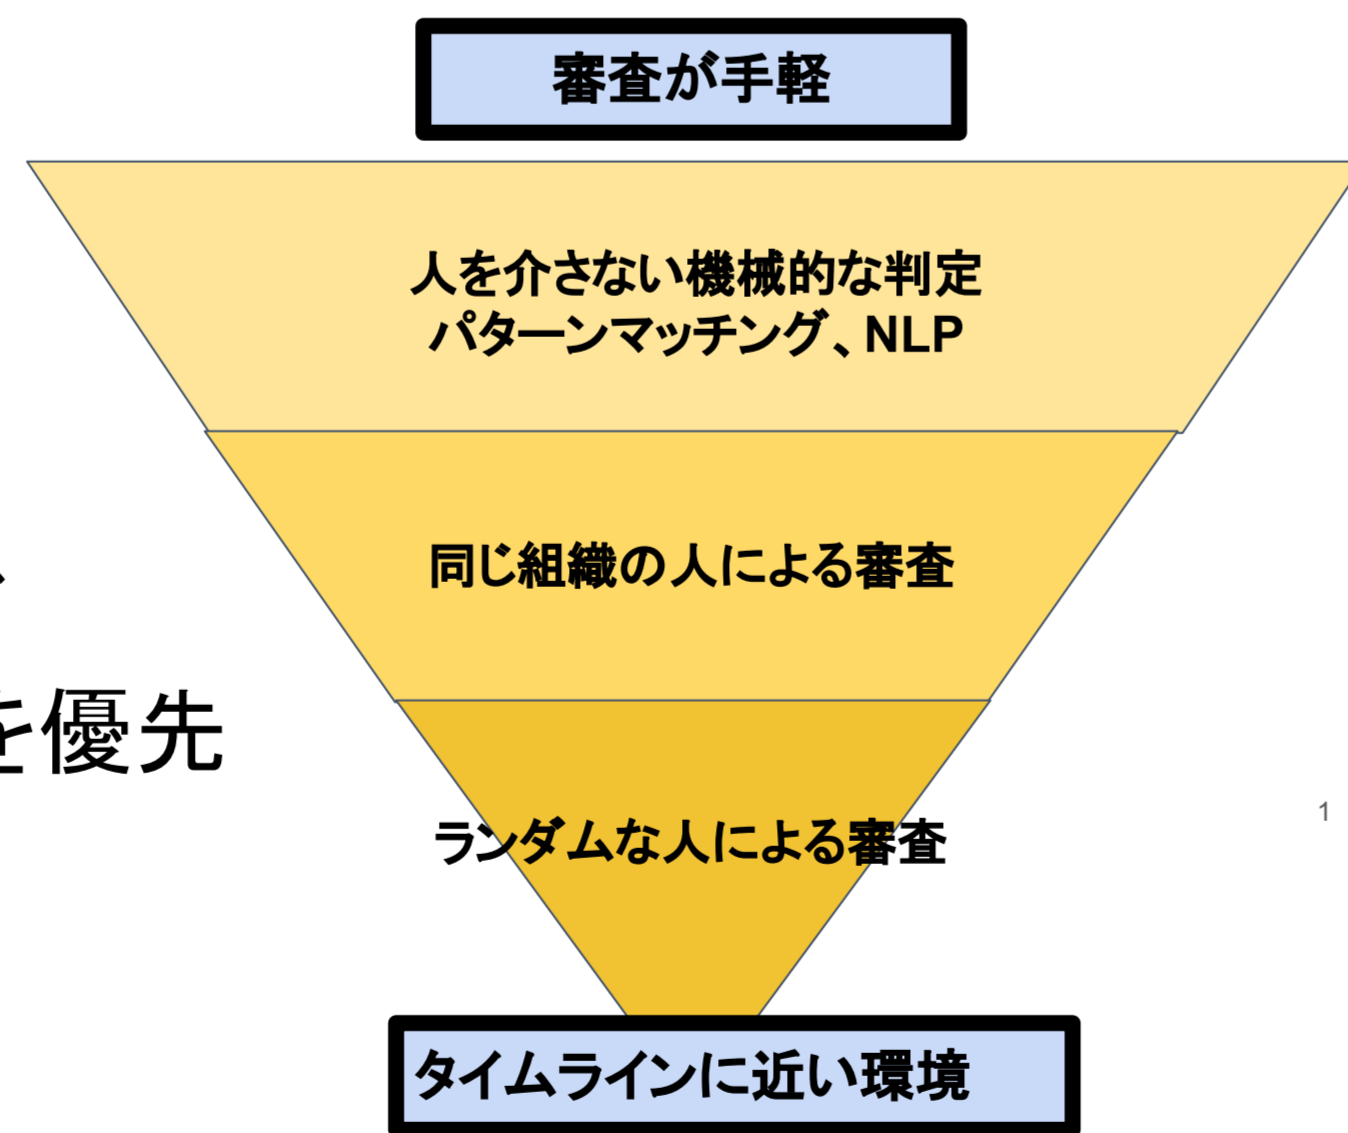 審査が手軽
人を介さない機械的な判定
パターンマッチング、NLP
同じ組織の人による審査
、
を優先
ランダムな人による審査
1
タイムラインに近い環境